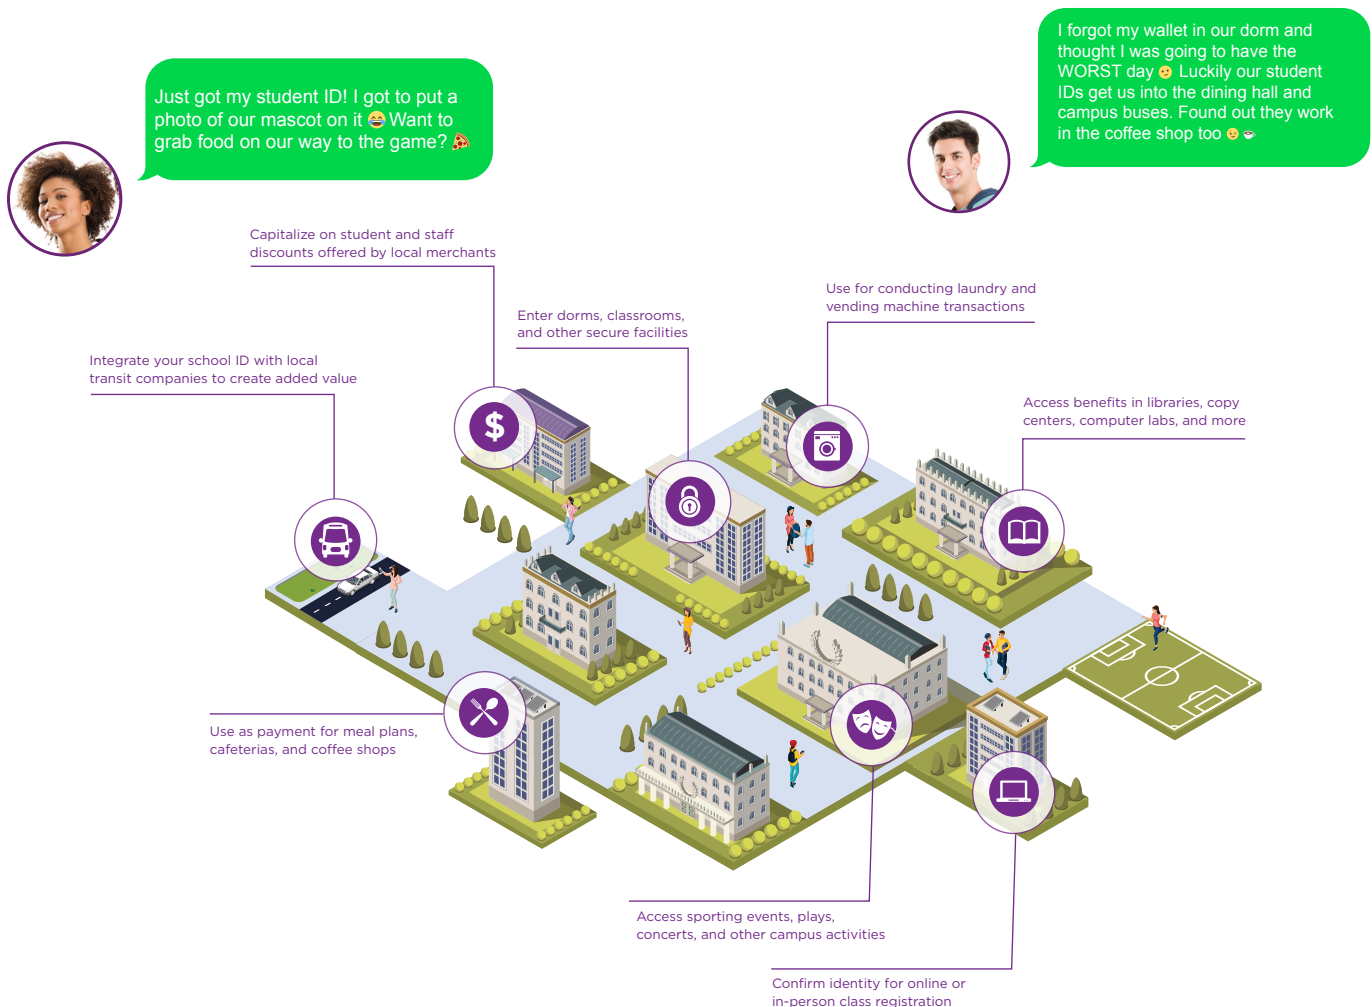 I forgot my wallet in our dorm and
thought I was going to have the
WORST day 😕 Luckily our student
IDs get us into the dining hall and
campus buses. Found out they work
in the coffee shop too 😉 ☕
Just got my student ID! I got to put a
photo of our mascot on it 😂 Want to
grab food on our way to the game? 🍕
Capitalize on student and staff
discounts offered by local merchants
Use for conducting laundry and
vending machine transactions
Enter dorms, classrooms,
and other secure facilities
Integrate your school ID with local
transit companies to create added value
Access benefits in libraries, copy
centers, computer labs, and more
$
Use as payment for meal plans,
cafeterias, and coffee shops
Access sporting events, plays,
concerts, and other campus activities
Confirm identity for online or
in-person class registration